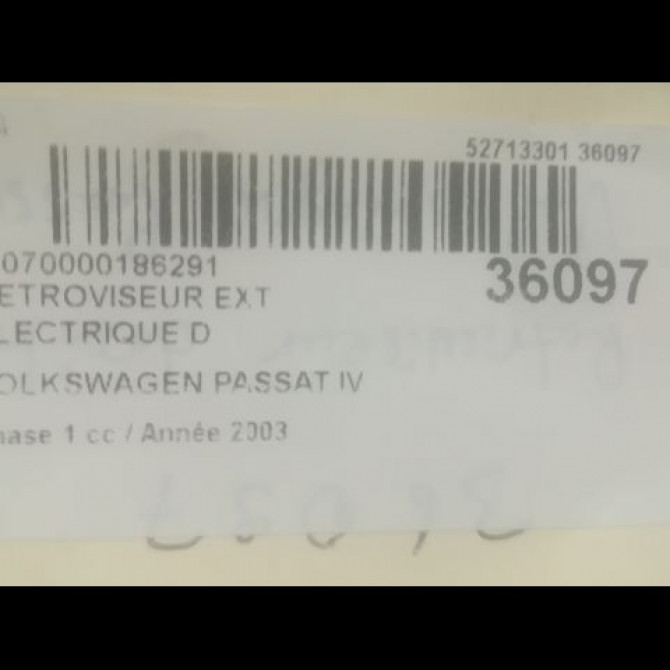 52713301 36097
070000186291
36097
ETROVISEUR EXT
LECTRIQUE D
OLKSWAGEN PASSAT IV
hase 1 cc / Année 2003